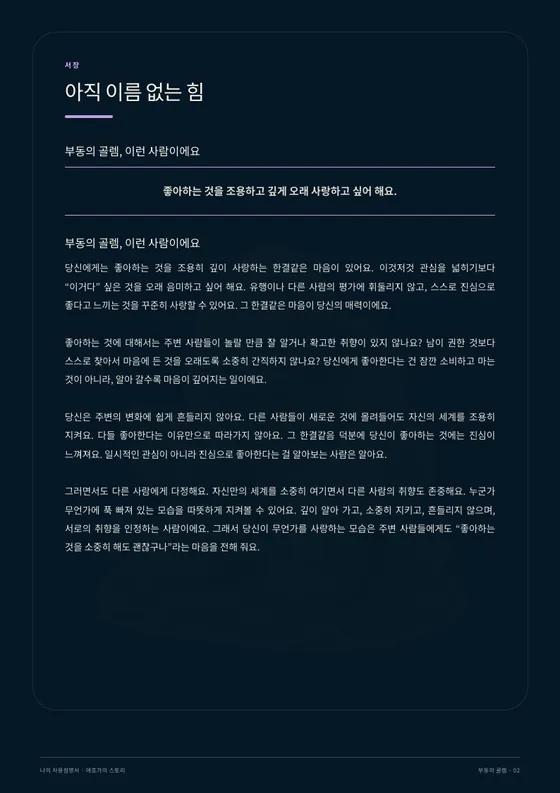 서장
아직 이름 없는 힘
부동의 골렘, 이런 사람이에요
좋아하는 것을 조용하고 깊게 오래 사랑하고 싶어 해요.
부동의 골렘, 이런 사람이에요
당신에게는 좋아하는 것을 조용히 깊이 사랑하는 한결같은 마음이 있어요. 이것저것 관심을 넓히기보다
“이거다” 싶은 것을 오래 음미하고 싶어 해요. 유행이나 다른 사람의 평가에 휘둘리지 않고, 스스로 진심으로
좋다고 느끼는 것을 꾸준히 사랑할 수 있어요. 그 한결같은 마음이 당신의 매력이에요.
좋아하는 것에 대해서는 주변 사람들이 놀랄 만큼 잘 알거나 확고한 취향이 있지 않나요? 남이 권한 것보다
스스로 찾아서 마음에 든 것을 오래도록 소중히 간직하지 않나요? 당신에게 좋아한다는 건 잠깐 소비하고 마는
것이 아니라, 알아 갈수록 마음이 깊어지는 일이에요.
당신은 주변의 변화에 쉽게 흔들리지 않아요. 다른 사람들이 새로운 것에 몰려들어도 자신의 세계를 조용히
지켜요. 다들 좋아한다는 이유만으로 따라가지 않아요. 그 한결같음 덕분에 당신이 좋아하는 것에는 진심이
느껴져요. 일시적인 관심이 아니라 진심으로 좋아한다는 걸 알아보는 사람은 알아요.
그러면서도 다른 사람에게 다정해요. 자신만의 세계를 소중히 여기면서 다른 사람의 취향도 존중해요. 누군가
무언가에 푹 빠져 있는 모습을 따뜻하게 지켜볼 수 있어요. 깊이 알아 가고, 소중히 지키고, 흔들리지 않으며,
서로의 취향을 인정하는 사람이에요. 그래서 당신이 무언가를 사랑하는 모습은 주변 사람들에게도 “좋아하는
것을 소중히 해도 괜찮구나”라는 마음을 전해 줘요.
나의 사용설명서 · 애호가의 스토리
부동의 골렘 - 02